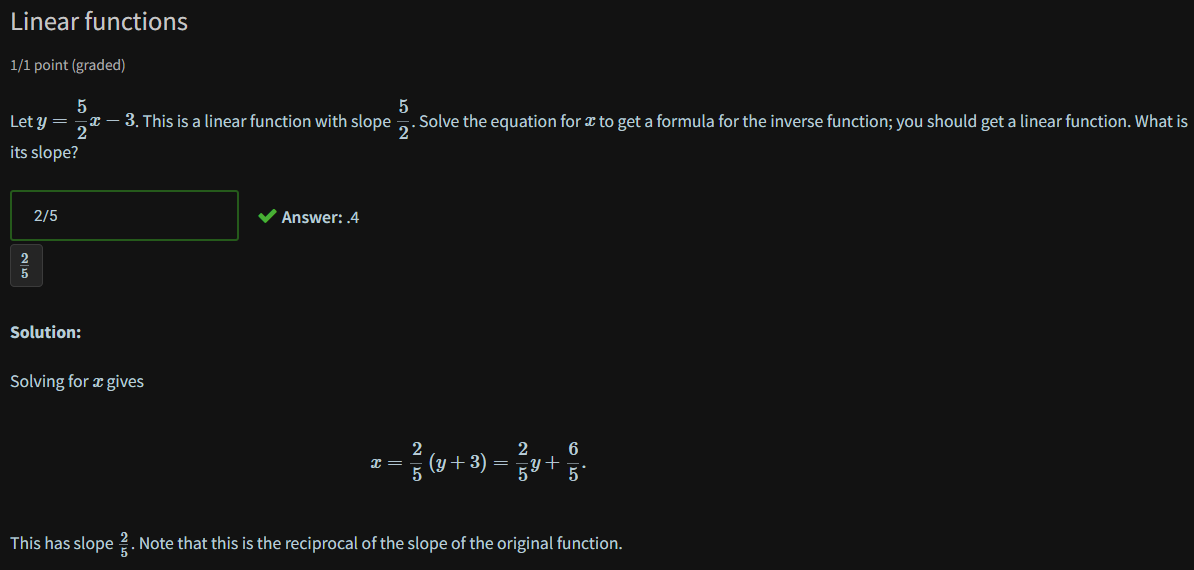 Linear functions
1/1 point (graded)
Let y = 5/2 x − 3. This is a linear function with slope 5/2. Solve the equation for x to get a formula for the inverse function; you should get a linear function. What is
its slope?
2/5
Answer: .4
2/5
Solution:
Solving for x gives
x = 2/5 (y + 3) = 2/5 y + 6/5.
This has slope 2/5. Note that this is the reciprocal of the slope of the original function.